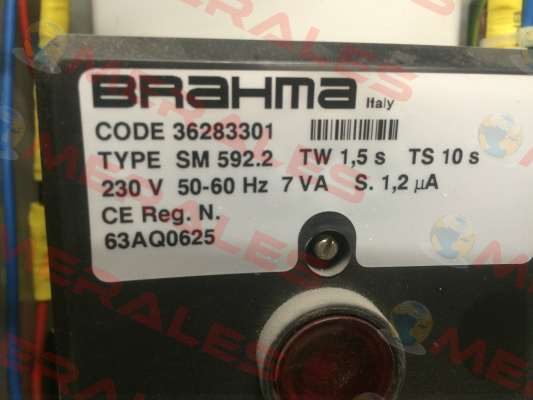 BRAHMA Italy
CODE 36283301
TYPE SM 592.2 TW 1,5 s TS 10 s
230 V 50-60 Hz 7 VA S. 1,2 µA
CE Reg. N.
63AQ0625
MERALES